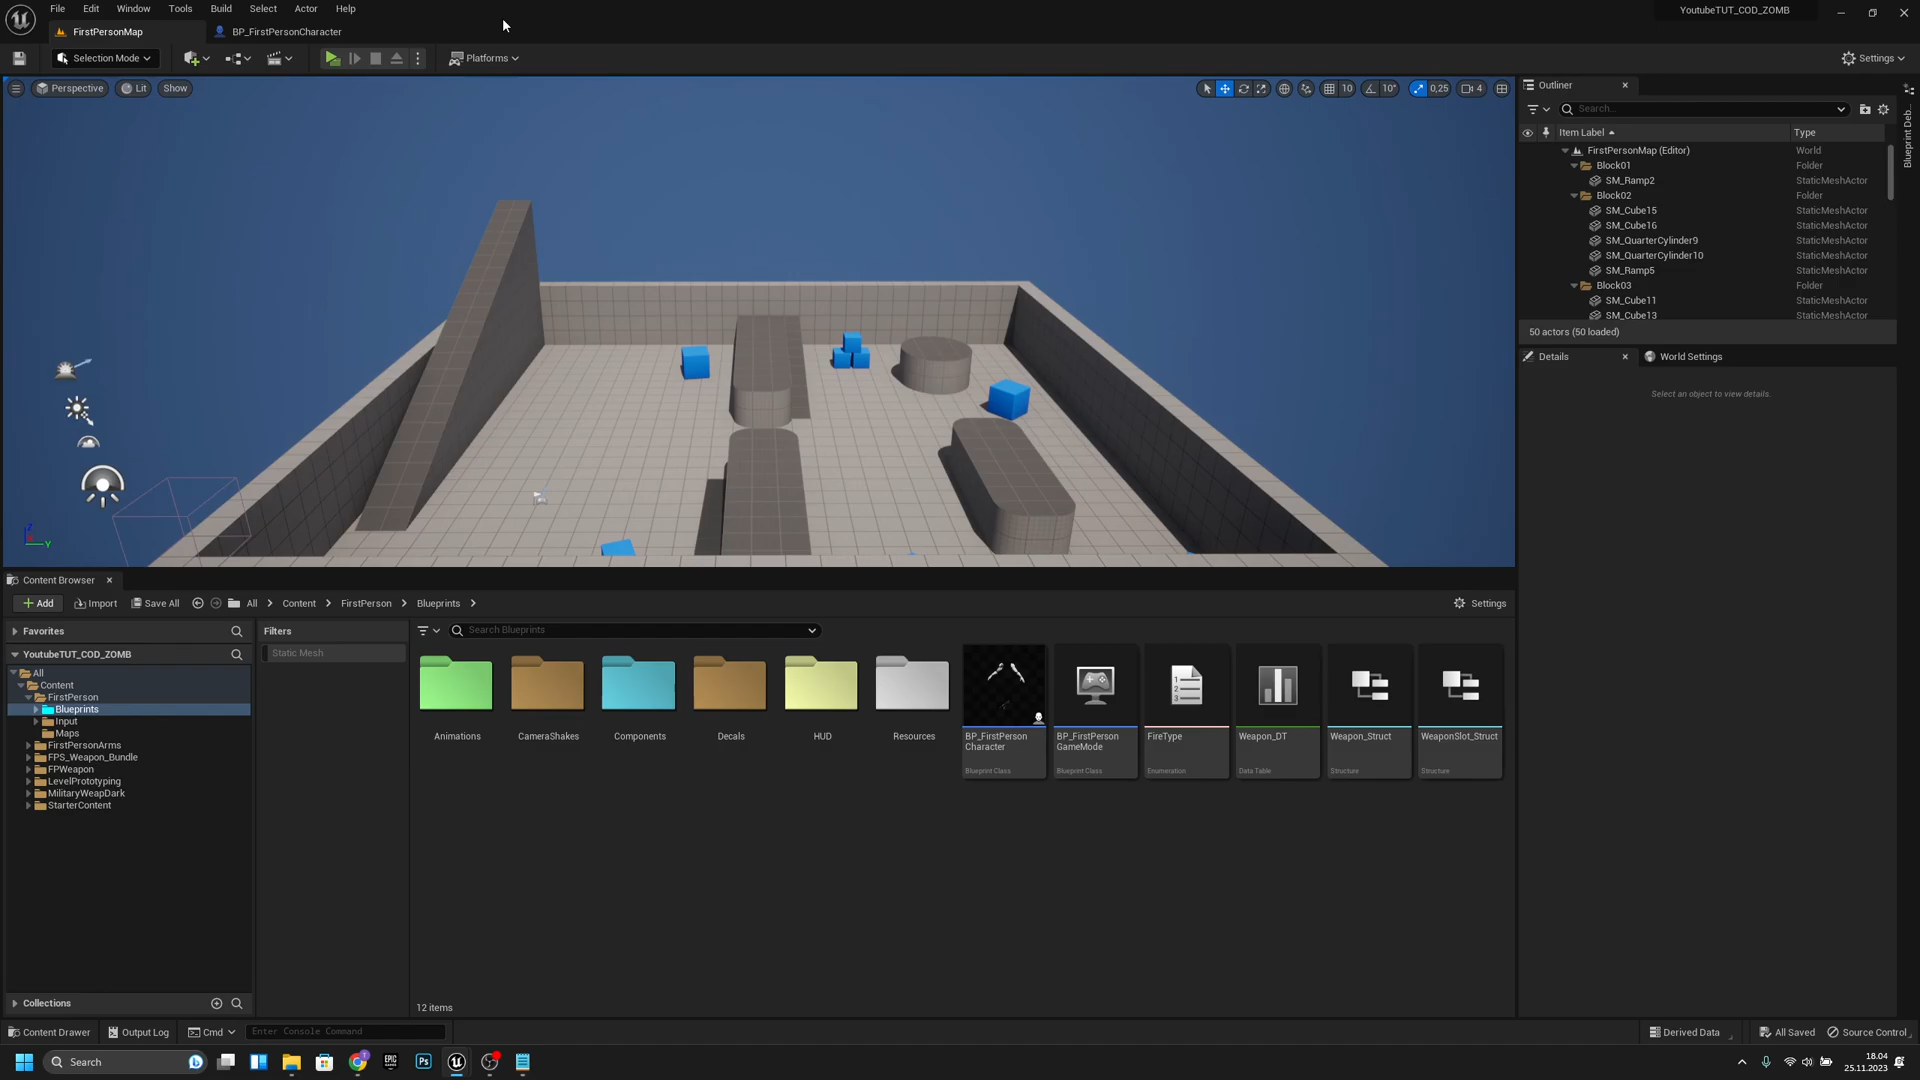 File Edit Window Tools Build Select Actor Help
YoutubeTUT_COD_ZOMB
FirstPersonMap
BP_FirstPersonCharacter
Selection Mode
Platforms
Settings
Perspective Lit Show
10 10° 0,25 4
Outliner
Blueprint Deb...
Search...
Item Label Type
FirstPersonMap (Editor) World
Block01 Folder
SM_Ramp2 StaticMeshActor
Block02 Folder
SM_Cube15 StaticMeshActor
SM_Cube16 StaticMeshActor
SM_QuarterCylinder9 StaticMeshActor
SM_QuarterCylinder10 StaticMeshActor
SM_Ramp5 StaticMeshActor
Block03 Folder
SM_Cube11 StaticMeshActor
SM_Cube13 StaticMeshActor
50 actors (50 loaded)
Details World Settings
Select an object to view details.
Z
Y
Content Browser
Add Import Save All All Content FirstPerson Blueprints Settings
Favorites
YoutubeTUT_COD_ZOMB
All
Content
FirstPerson
Blueprints
Input
Maps
FirstPersonArms
FPS_Weapon_Bundle
FPWeapon
LevelPrototyping
MilitaryWeapDark
StarterContent
Collections
Filters
Static Mesh
Search Blueprints
Animations CameraShakes Components Decals HUD Resources
BP_FirstPerson
Character
Blueprint Class
BP_FirstPerson
GameMode
Blueprint Class
FireType
Enumeration
Weapon_DT
Data Table
Weapon_Struct
Structure
WeaponSlot_Struct
Structure
12 items
Content Drawer Output Log Cmd Enter Console Command Derived Data All Saved Source Control
Search
EPIC
Ps
18.04
25.11.2023